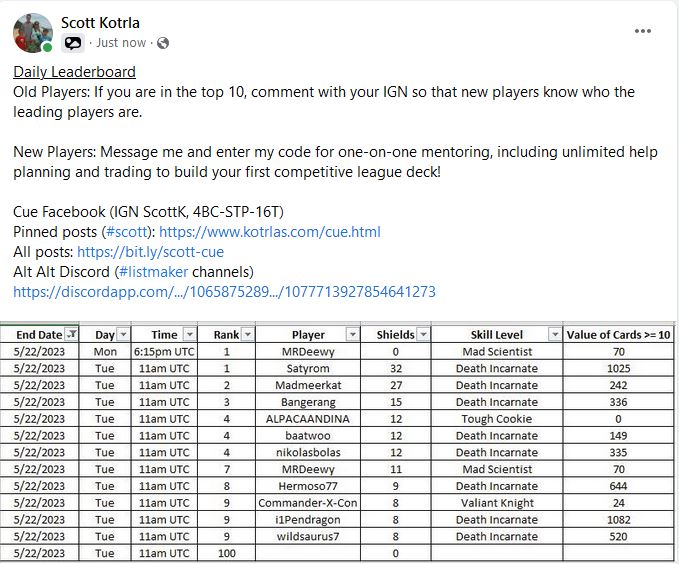 Scott Kotrla
· Just now ·
Daily Leaderboard
Old Players: If you are in the top 10, comment with your IGN so that new players know who the
leading players are.
New Players: Message me and enter my code for one-on-one mentoring, including unlimited help
planning and trading to build your first competitive league deck!
Cue Facebook (IGN ScottK, 4BC-STP-16T)
Pinned posts (#scott): https://www.kotrlas.com/cue.html
All posts: https://bit.ly/scott-cue
Alt Alt Discord (#listmaker channels)
https://discordapp.com/.../1065875289.../1077713927854641273
End Date Day Time Rank Player Shields Skill Level Value of Cards >= 10
5/22/2023 Mon 6:15pm UTC 1 MRDeewy 0 Mad Scientist 70
5/22/2023 Tue 11am UTC 1 Satyrom 32 Death Incarnate 1025
5/22/2023 Tue 11am UTC 2 Madmeerkat 27 Death Incarnate 242
5/22/2023 Tue 11am UTC 3 Bangerang 15 Death Incarnate 336
5/22/2023 Tue 11am UTC 4 ALPACAANDINA 12 Tough Cookie 0
5/22/2023 Tue 11am UTC 4 baatwoo 12 Death Incarnate 149
5/22/2023 Tue 11am UTC 4 nikolasbolas 12 Death Incarnate 335
5/22/2023 Tue 11am UTC 7 MRDeewy 11 Mad Scientist 70
5/22/2023 Tue 11am UTC 8 Hermoso77 9 Death Incarnate 644
5/22/2023 Tue 11am UTC 9 Commander-X-Con 8 Valiant Knight 24
5/22/2023 Tue 11am UTC 9 i1Pendragon 8 Death Incarnate 1082
5/22/2023 Tue 11am UTC 9 wildsaurus7 8 Death Incarnate 520
5/22/2023 Tue 11am UTC 100 0